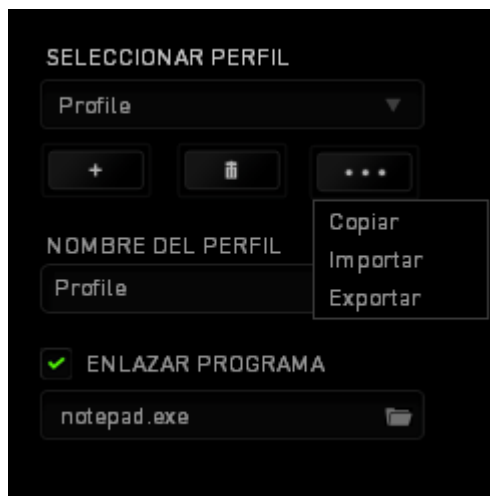 SELECCIONAR PERFIL
Profile
+
...
Copiar
Importar
Exportar
NOMBRE DEL PERFIL
Profile
ENLAZAR PROGRAMA
notepad.exe